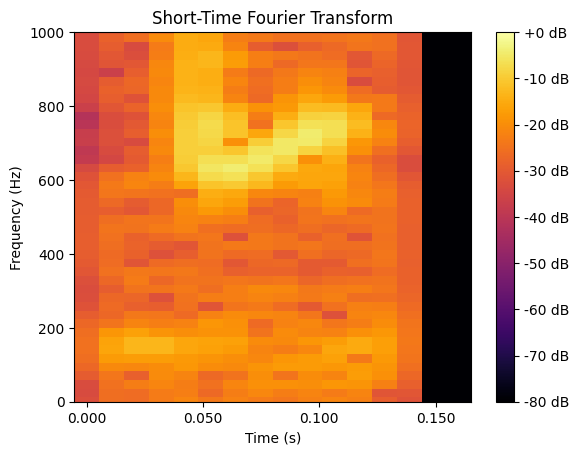 Short-Time Fourier Transform
1000
800
600
400
200
0
Frequency (Hz)
0.000
0.050
0.100
0.150
Time (s)
+0 dB
-10 dB
-20 dB
-30 dB
-40 dB
-50 dB
-60 dB
-70 dB
-80 dB